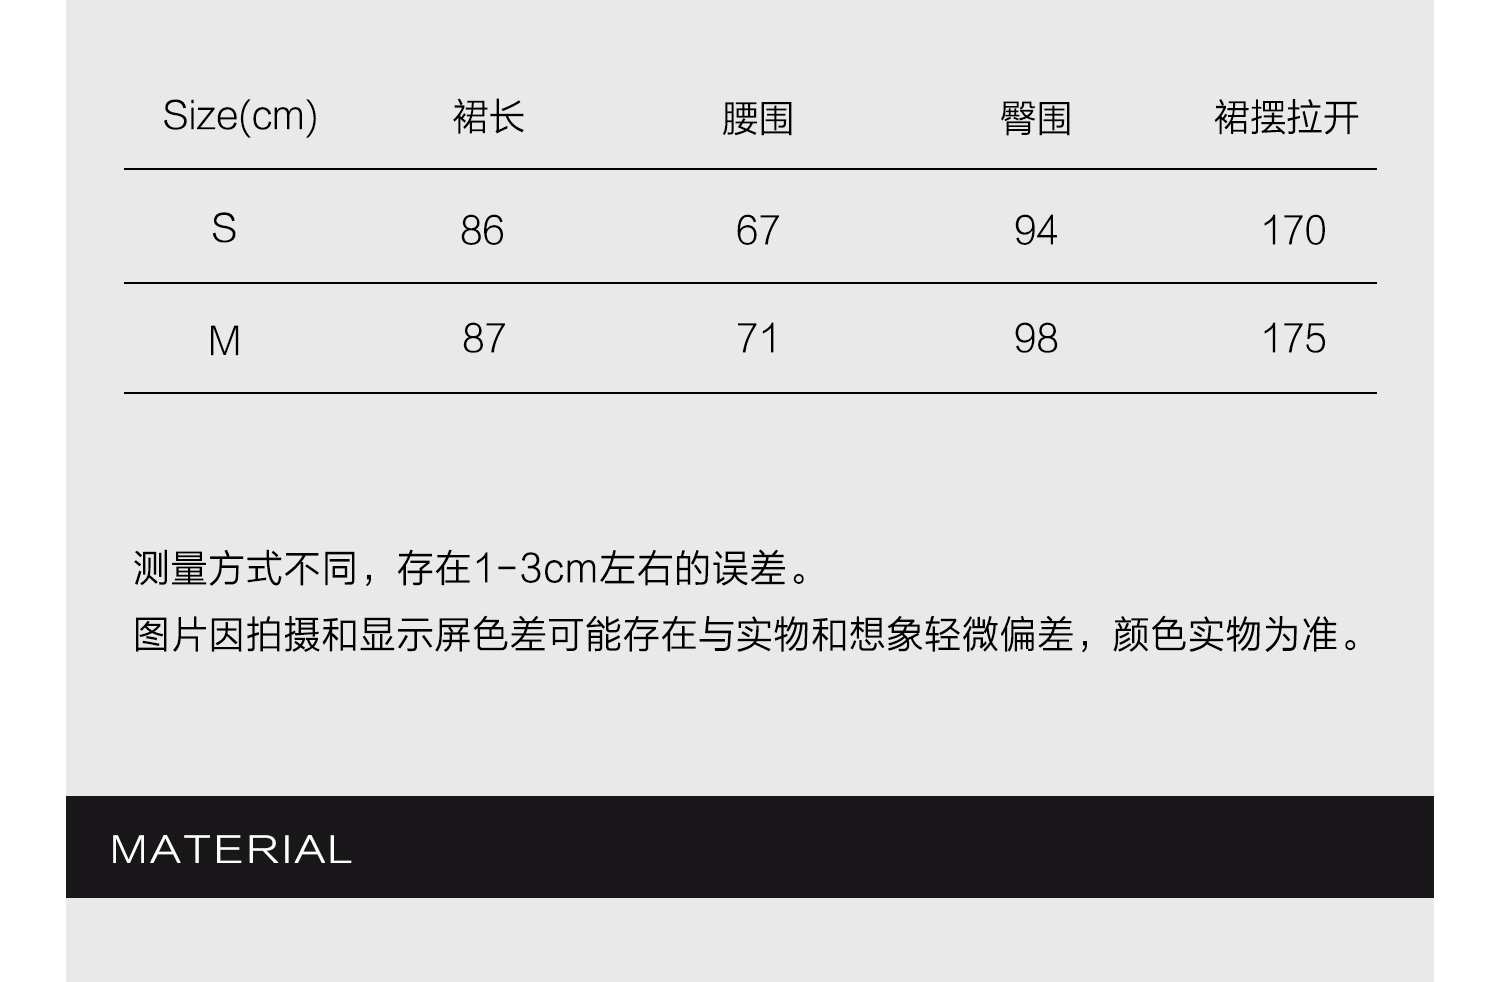 Size(cm) 裙长 腰围 臀围 裙摆拉开
S 86 67 94 170
M 87 71 98 175
测量方式不同，存在1-3cm左右的误差。
图片因拍摄和显示屏色差可能存在与实物和想象轻微偏差，颜色实物为准。
MATERIAL